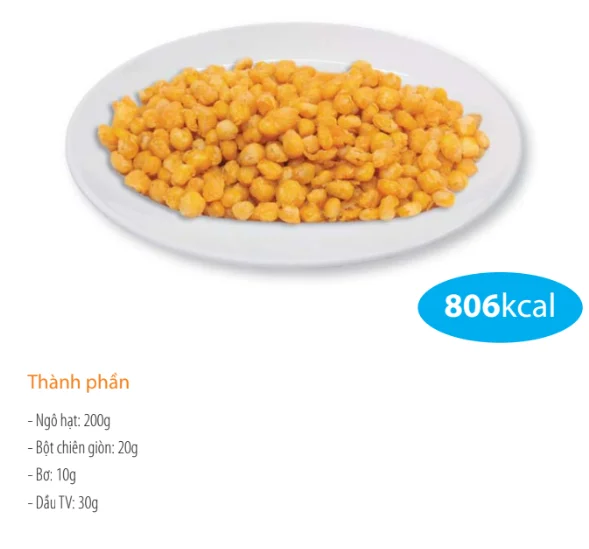 806kcal
Thành phần
- Ngô hạt: 200g
- Bột chiên giòn: 20g
- Bơ: 10g
- Dầu TV: 30g